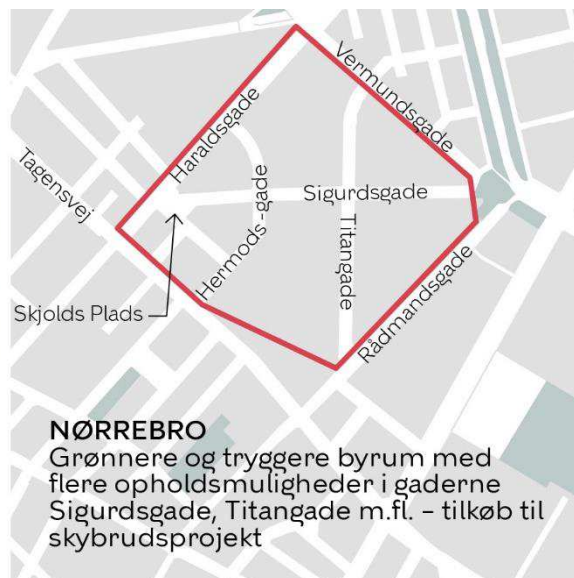 Vermundsgade
Haraldsgade
Tagensvej
Sigurdsgade
Hermods-gade
Titangade
Rådmandsgade
Skjolds Plads
NØRREBRO
Grønnere og tryggere byrum med
flere opholdsmuligheder i gaderne
Sigurdsgade, Titangade m.fl. – tilkøb til
skybrudsprojekt